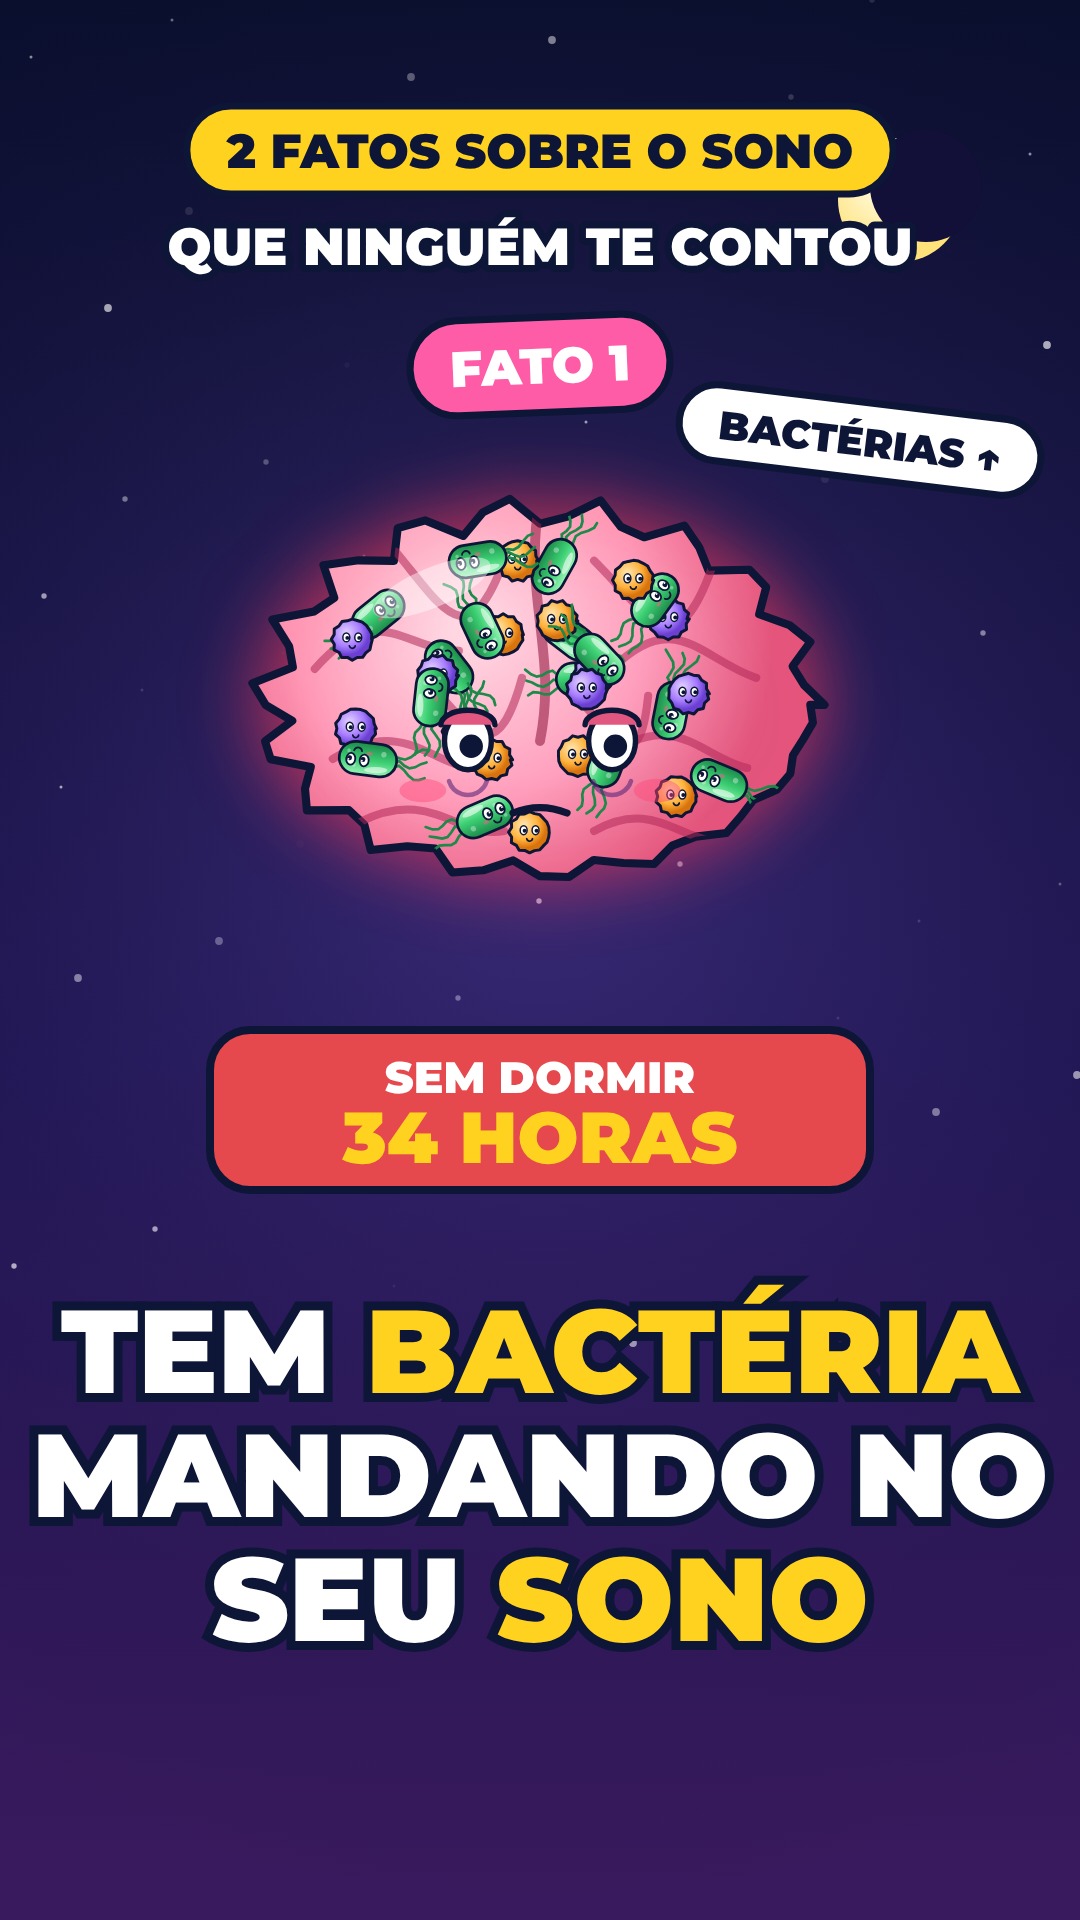 2 FATOS SOBRE O SONO
QUE NINGUÉM TE CONTOU
FATO 1
BACTÉRIAS ↑
SEM DORMIR
34 HORAS
TEM BACTÉRIA
MANDANDO NO
SEU SONO